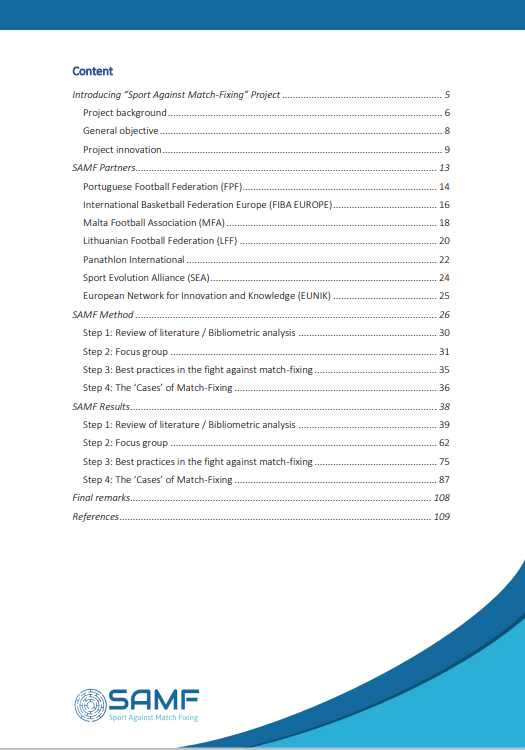 Content
Introducing “Sport Against Match-Fixing” Project ........................................................ 5
Project background.................................................................................................. 6
General objective..................................................................................................... 8
Project innovation.................................................................................................... 9
SAMF Partners.......................................................................................................... 13
Portuguese Football Federation (FPF)..................................................................... 14
International Basketball Federation Europe (FIBA EUROPE)..................................... 16
Malta Football Association (MFA) ........................................................................... 18
Lithuanian Football Federation (LFF) ...................................................................... 20
Panathlon International .......................................................................................... 22
Sport Evolution Alliance (SEA)................................................................................. 24
European Network for Innovation and Knowledge (EUNIK) ..................................... 25
SAMF Method .......................................................................................................... 26
Step 1: Review of literature / Bibliometric analysis ................................................. 30
Step 2: Focus group ................................................................................................ 31
Step 3: Best practices in the fight against match-fixing ............................................ 35
Step 4: The ‘Cases’ of Match-Fixing ........................................................................ 36
SAMF Results............................................................................................................ 38
Step 1: Review of literature / Bibliometric analysis ................................................. 39
Step 2: Focus group ................................................................................................ 62
Step 3: Best practices in the fight against match-fixing ............................................ 75
Step 4: The ‘Cases’ of Match-Fixing ........................................................................ 87
Final remarks.......................................................................................................... 108
References.............................................................................................................. 109
SAMF
Sport Against Match Fixing